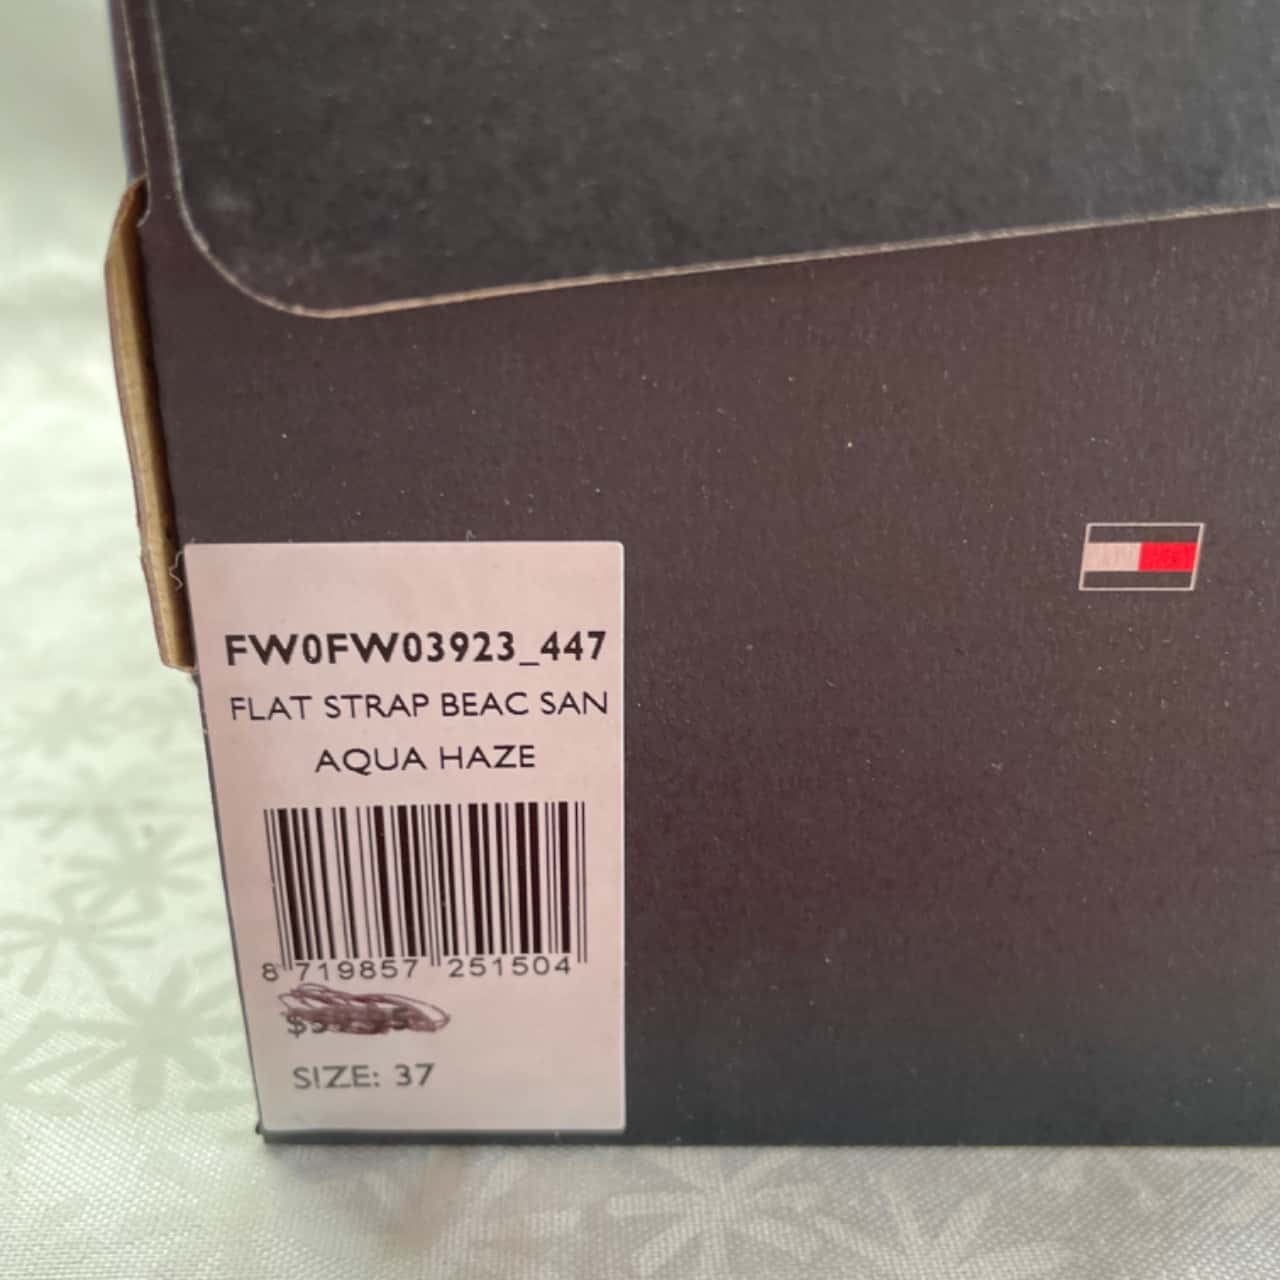 FW0FW03923_447
FLAT STRAP BEAC SAN
AQUA HAZE
8 719857 251504
SIZE: 37